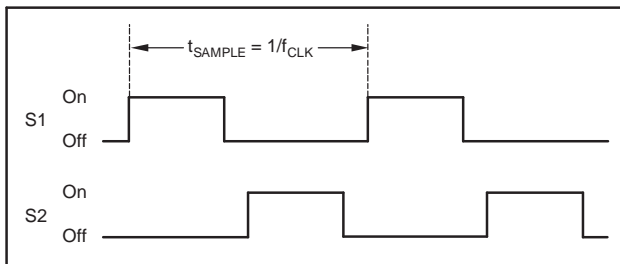 tSAMPLE = 1/fCLK
On
S1
Off
On
S2
Off